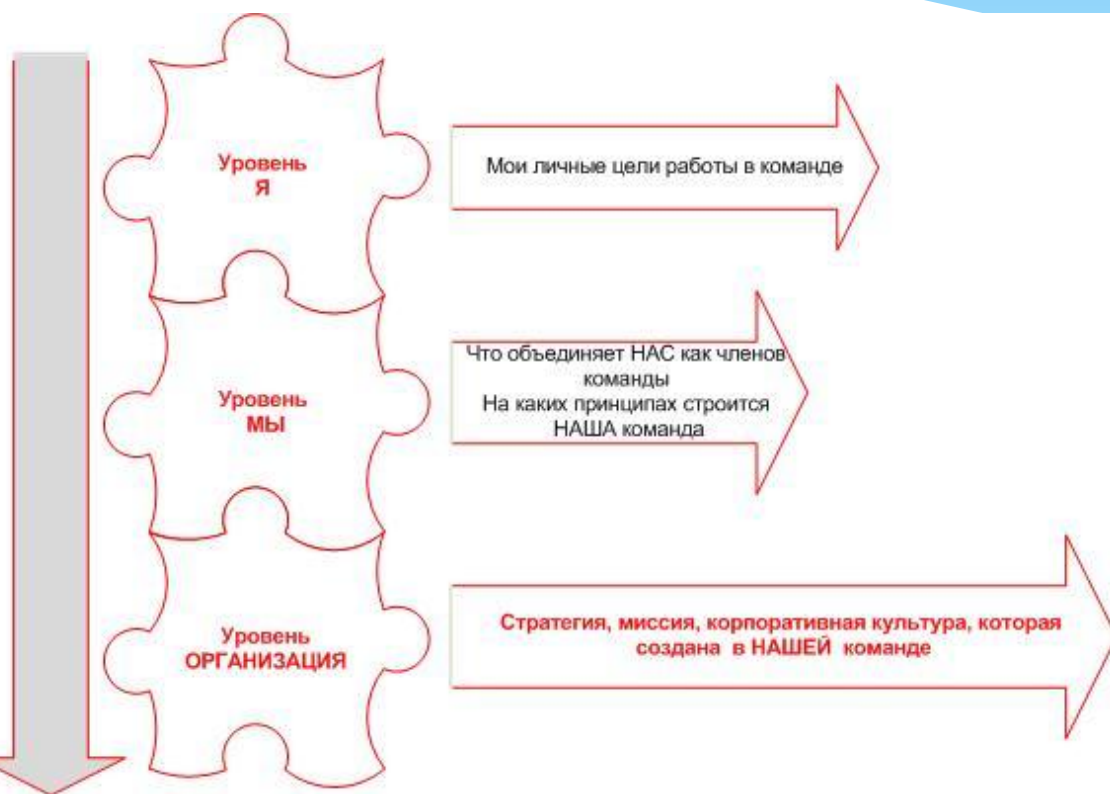 Уровень
Я
Мои личные цели работы в команде
Уровень
МЫ
Что объединяет НАС как членов
команды
На каких принципах строится
НАША команда
Уровень
ОРГАНИЗАЦИЯ
Стратегия, миссия, корпоративная культура, которая
создана в НАШЕЙ команде